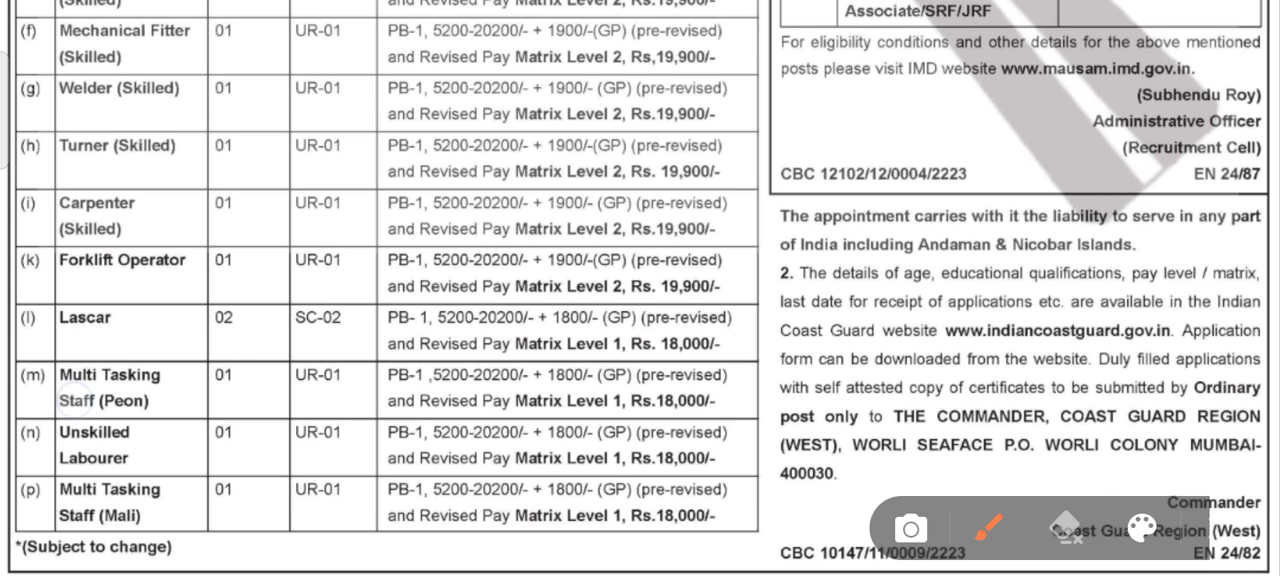 (Skilled) and Revised Pay Matrix Level 2, Rs.19,900/-
(f) Mechanical Fitter 01 UR-01 PB-1, 5200-20200/- + 1900/-(GP) (pre-revised)
(Skilled) and Revised Pay Matrix Level 2, Rs,19,900/-
(g) Welder (Skilled) 01 UR-01 PB-1, 5200-20200/- + 1900/- (GP) (pre-revised)
and Revised Pay Matrix Level 2, Rs.19,900/-
(h) Turner (Skilled) 01 UR-01 PB-1, 5200-20200/- + 1900/-(GP) (pre-revised)
and Revised Pay Matrix Level 2, Rs. 19,900/-
(i) Carpenter 01 UR-01 PB-1, 5200-20200/- + 1900/- (GP) (pre-revised)
(Skilled) and Revised Pay Matrix Level 2, Rs.19,900/-
(k) Forklift Operator 01 UR-01 PB-1, 5200-20200/- + 1900/-(GP) (pre-revised)
and Revised Pay Matrix Level 2, Rs. 19,900/-
(l) Lascar 02 SC-02 PB- 1, 5200-20200/- + 1800/- (GP) (pre-revised)
and Revised Pay Matrix Level 1, Rs. 18,000/-
(m) Multi Tasking 01 UR-01 PB-1 ,5200-20200/- + 1800/- (GP) (pre-revised)
Staff (Peon) and Revised Pay Matrix Level 1, Rs.18,000/-
(n) Unskilled 01 UR-01 PB-1, 5200-20200/- + 1800/- (GP) (pre-revised)
Labourer and Revised Pay Matrix Level 1, Rs.18,000/-
(p) Multi Tasking 01 UR-01 PB-1, 5200-20200/- + 1800/- (GP) (pre-revised)
Staff (Mali) and Revised Pay Matrix Level 1, Rs.18,000/-
*(Subject to change)
Associate/SRF/JRF
For eligibility conditions and other details for the above mentioned
posts please visit IMD website www.mausam.imd.gov.in.
(Subhendu Roy)
Administrative Officer
(Recruitment Cell)
CBC 12102/12/0004/2223 EN 24/87
The appointment carries with it the liability to serve in any part
of India including Andaman & Nicobar Islands.
2. The details of age, educational qualifications, pay level / matrix,
last date for receipt of applications etc. are available in the Indian
Coast Guard website www.indiancoastguard.gov.in. Application
form can be downloaded from the website. Duly filled applications
with self attested copy of certificates to be submitted by Ordinary
post only to THE COMMANDER, COAST GUARD REGION
(WEST), WORLI SEAFACE P.O. WORLI COLONY MUMBAI-
400030.
Commander
Coast Guard Region (West)
CBC 10147/11/0009/2223 EN 24/82